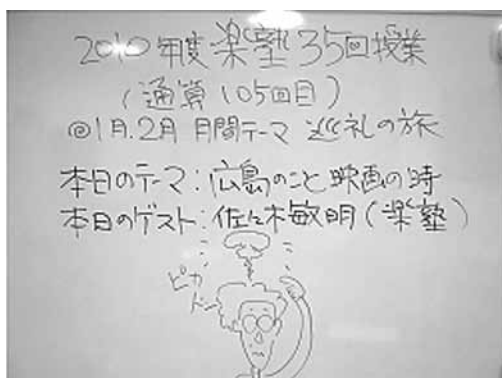 2010年度 楽塾 35回授業
(通算105回目)
@1月.2月 月間テーマ 巡礼の旅
本日のテーマ:広島のこと 映画の時
本日のゲスト:佐々木敏明(楽塾)
ピカ
ドーン